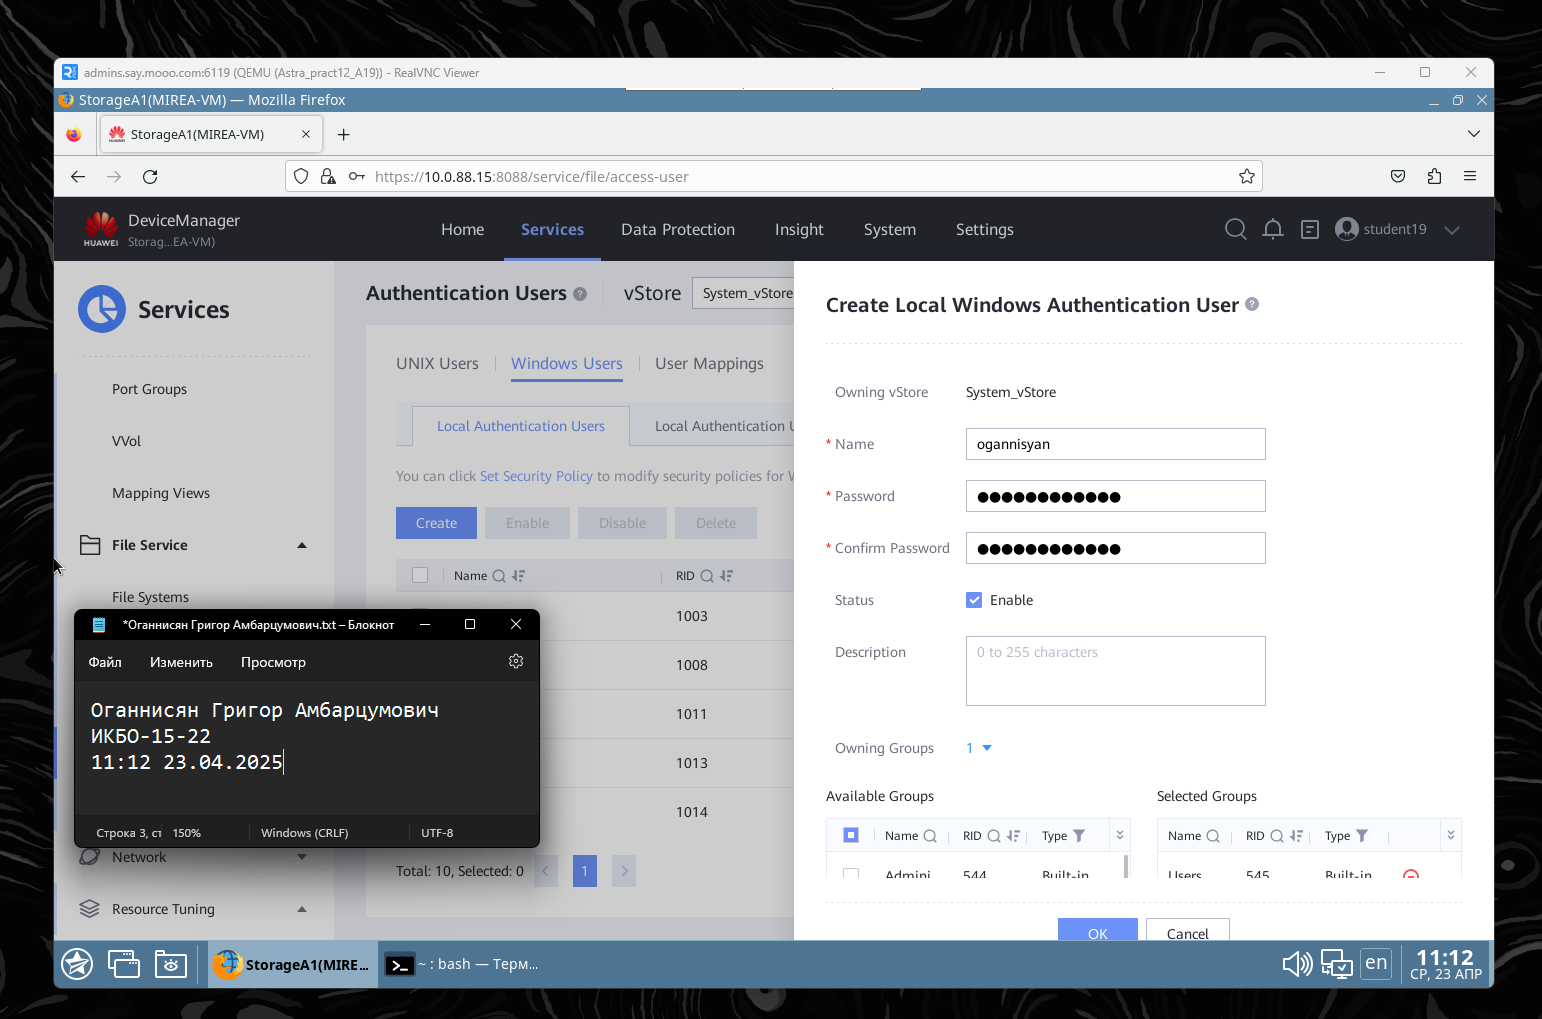 admins.say.mooo.com:6119 (QEMU (Astra_pract12_A19)) - RealVNC Viewer
StorageA1(MIREA-VM) — Mozilla Firefox
HUAWEI
StorageA1(MIREA-VM)
https://10.0.88.15:8088/service/file/access-user
HUAWEI
DeviceManager
Storag...EA-VM)
Home
Services
Data Protection
Insight
System
Settings
student19
Services
Port Groups
VVol
Mapping Views
File Service
File Systems
Network
Resource Tuning
Authentication Users
vStore
System_vStore
UNIX Users
Windows Users
User Mappings
Local Authentication Users
Local Authentication U
You can click Set Security Policy to modify security policies for W
Create
Enable
Disable
Delete
Name
RID
1003
1008
1011
1013
1014
Total: 10, Selected: 0
<
1
>
Create Local Windows Authentication User
Owning vStore
System_vStore
* Name
ogannisyan
* Password
●●●●●●●●●●●●
* Confirm Password
●●●●●●●●●●●●
Status
Enable
Description
0 to 255 characters
Owning Groups
1
Available Groups
Name
RID
Type
Admini
544
Built-in
Selected Groups
Name
RID
Type
Users
545
Built-in
OK
Cancel
*Оганнисян Григор Амбарцумович.txt – Блокнот
Файл
Изменить
Просмотр
Оганнисян Григор Амбарцумович
ИКБО-15-22
11:12 23.04.2025
Строка 3, ст
150%
Windows (CRLF)
UTF-8
StorageA1(MIRE...
~ : bash — Терм...
en
11:12
СР, 23 АПР